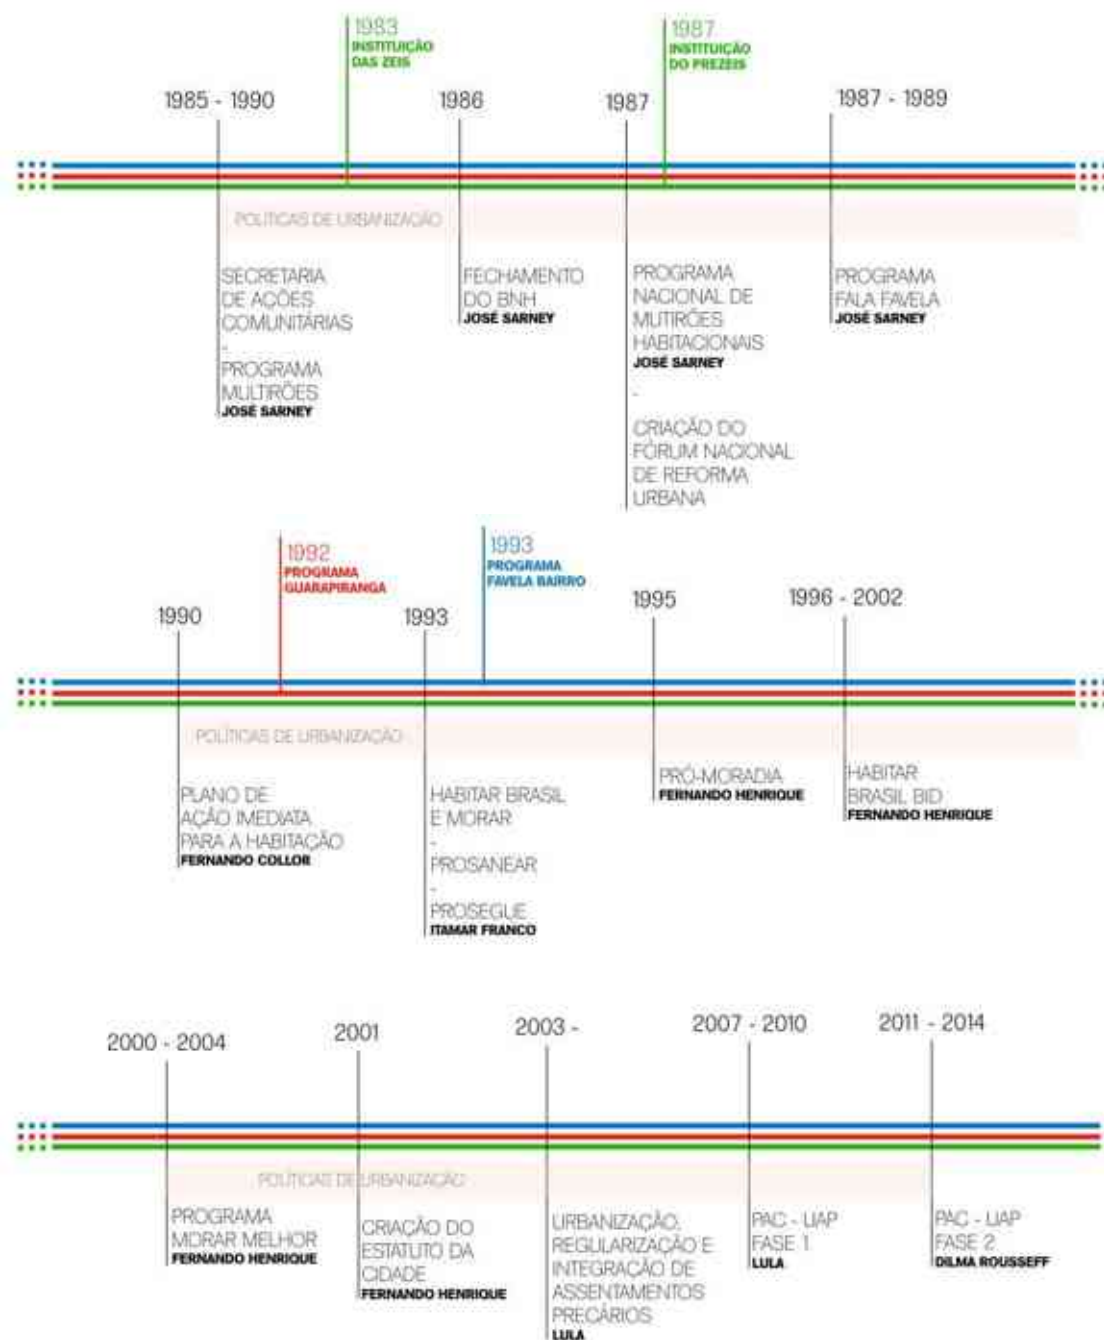 1983
INSTITUIÇÃO
DAS ZEIS
1987
INSTITUIÇÃO
DO PREZEIS
1985 - 1990
1986
1987
1987 - 1989
POLÍTICAS DE URBANIZAÇÃO
SECRETARIA
DE AÇÕES
COMUNITÁRIAS
-
PROGRAMA
MULTIRÕES
JOSÉ SARNEY
FECHAMENTO
DO BNH
JOSÉ SARNEY
PROGRAMA
NACIONAL DE
MUTIRÕES
HABITACIONAIS
JOSÉ SARNEY
-
CRIAÇÃO DO
FÓRUM NACIONAL
DE REFORMA
URBANA
PROGRAMA
FALA FAVELA
JOSÉ SARNEY
1992
PROGRAMA
GUARAPIRANGA
1993
PROGRAMA
FAVELA BAIRRO
1990
1993
1995
1996 - 2002
POLÍTICAS DE URBANIZAÇÃO
PLANO DE
AÇÃO IMEDIATA
PARA A HABITAÇÃO
FERNANDO COLLOR
HABITAR BRASIL
E MORAR
-
PROSANEAR
-
PROSEGUE
ITAMAR FRANCO
PRÓ-MORADIA
FERNANDO HENRIQUE
HABITAR
BRASIL BID
FERNANDO HENRIQUE
2000 - 2004
2001
2003 -
2007 - 2010
2011 - 2014
POLÍTICAS DE URBANIZAÇÃO
PROGRAMA
MORAR MELHOR
FERNANDO HENRIQUE
CRIAÇÃO DO
ESTATUTO DA
CIDADE
FERNANDO HENRIQUE
URBANIZAÇÃO,
REGULARIZAÇÃO E
INTEGRAÇÃO DE
ASSENTAMENTOS
PRECÁRIOS
LULA
PAC - UAP
FASE 1
LULA
PAC - UAP
FASE 2
DILMA ROUSSEFF